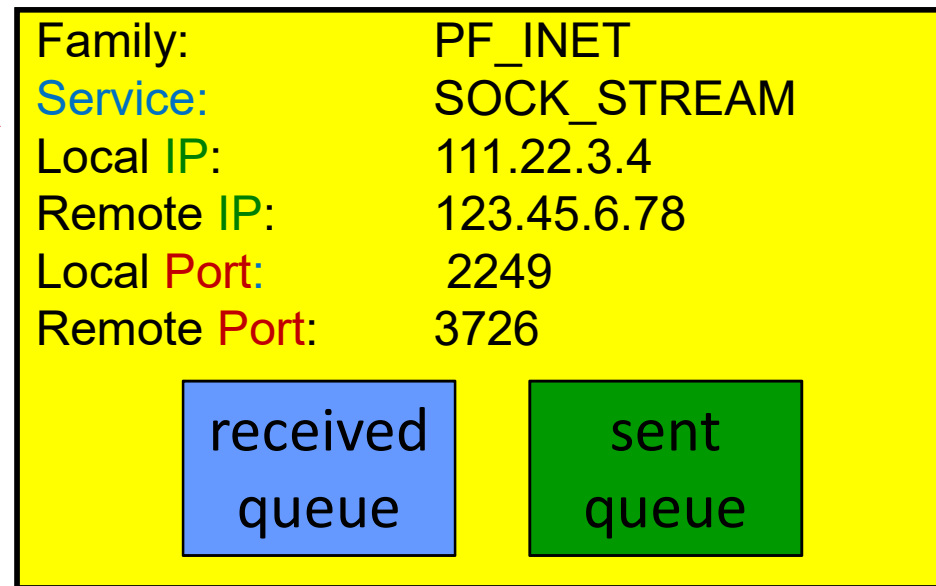 Family: PF_INET
Service: SOCK_STREAM
Local IP: 111.22.3.4
Remote IP: 123.45.6.78
Local Port: 2249
Remote Port: 3726
received
queue
sent
queue